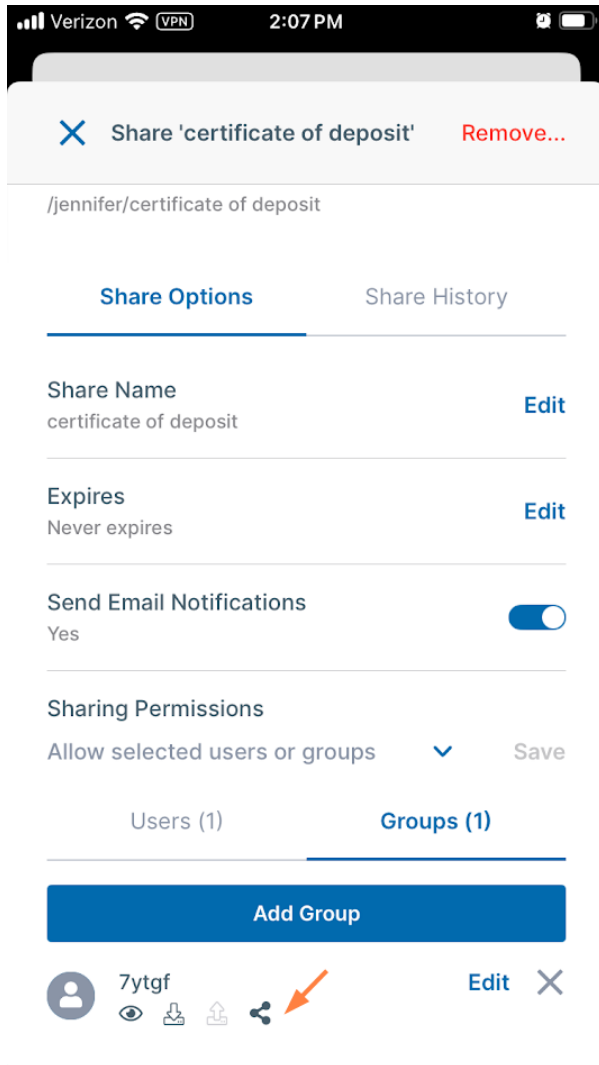 Verizon VPN 2:07 PM
Share 'certificate of deposit' Remove...
/jennifer/certificate of deposit
Share Options Share History
Share Name
certificate of deposit
Edit
Expires
Never expires
Edit
Send Email Notifications
Yes
Sharing Permissions
Allow selected users or groups Save
Users (1) Groups (1)
Add Group
7ytgf
Edit